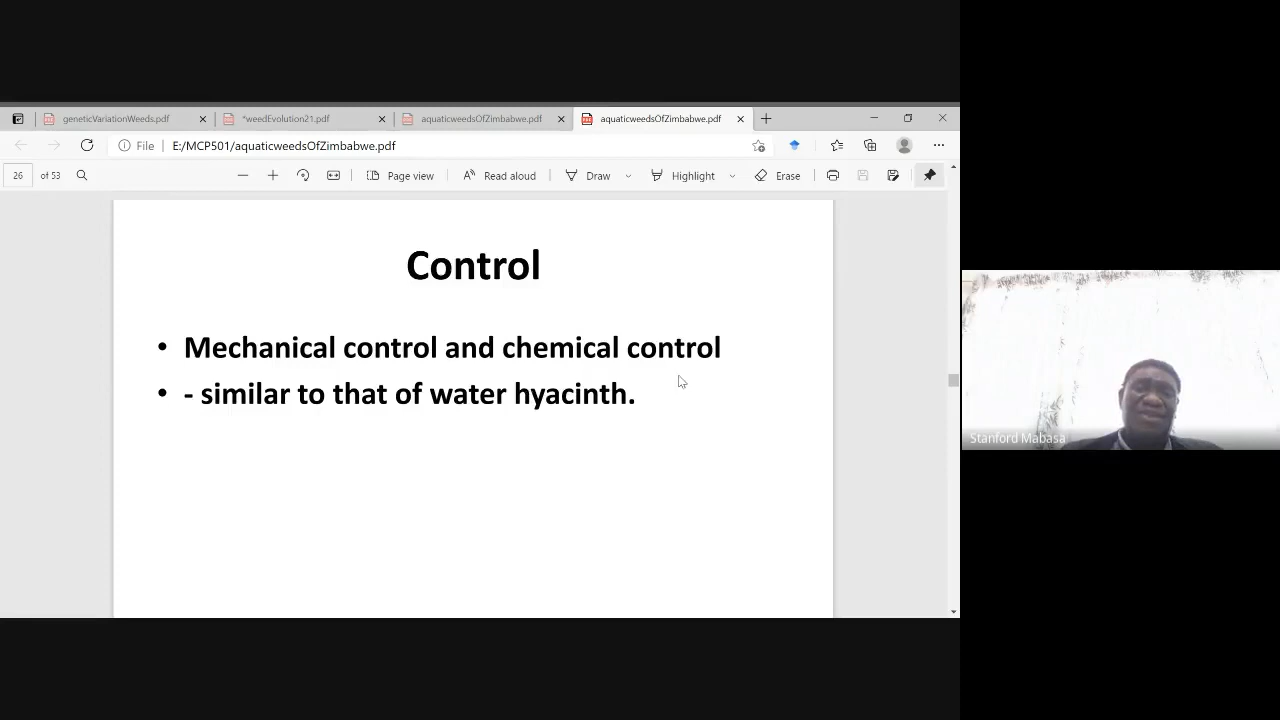 geneticVariationWeeds.pdf
*weedEvolution21.pdf
aquaticweedsOfZimbabwe.pdf
aquaticweedsOfZimbabwe.pdf
File
E:/MCP501/aquaticweedsOfZimbabwe.pdf
26 of 53
Page view
Read aloud
Draw
Highlight
Erase
Control
• Mechanical control and chemical control
• - similar to that of water hyacinth.
Stanford Mabasa